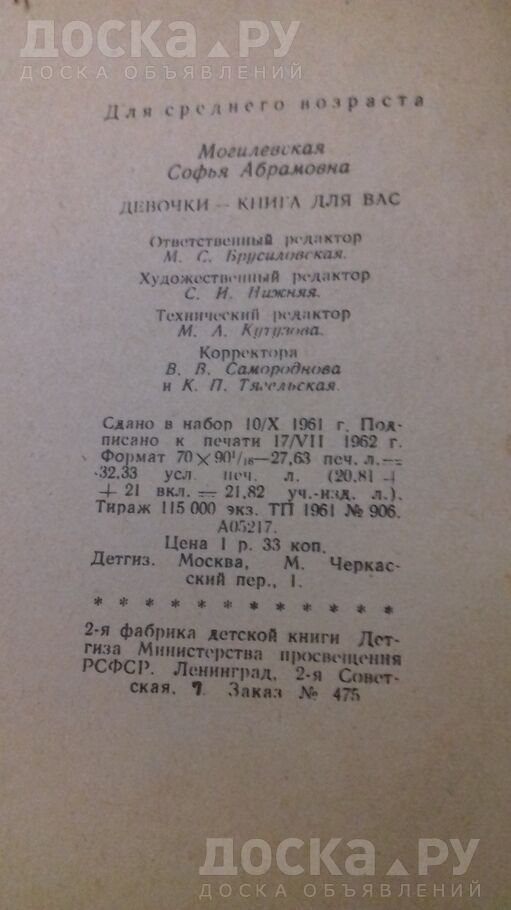 ДОСКА.РУ
ДОСКА ОБЪЯВЛЕНИЙ
Для среднего возраста
Могилевская
Софья Абрамовна
ДЕВОЧКИ — КНИГА ДЛЯ ВАС
Ответственный редактор
М. С. Брусиловская.
Художественный редактор
С. И. Нижняя.
Технический редактор
М. А. Кутузова.
Корректора
В. В. Самороднова
и К. П. Тягельская.
Сдано в набор 10/X 1961 г. Под-
писано к печати 17/VII 1962 г.
Формат 70 × 90¹/₁₆—27,63 печ. л.=
=32,33 усл. печ. л. (20,81 +
+ 21 вкл. = 21,82 уч.-изд. л.).
Тираж 115 000 экз. ТП 1961 № 906.
А05217.
Цена 1 р. 33 коп.
Детгиз. Москва, М. Черкас-
ский пер., 1.
* * * * * * * * * * * * *
2-я фабрика детской книги Дет-
гиза Министерства просвещения
РСФСР. Ленинград, 2-я Совет-
ская, 7. Заказ № 475
ДОСКА.РУ
ДОСКА ОБЪЯВЛЕНИЙ